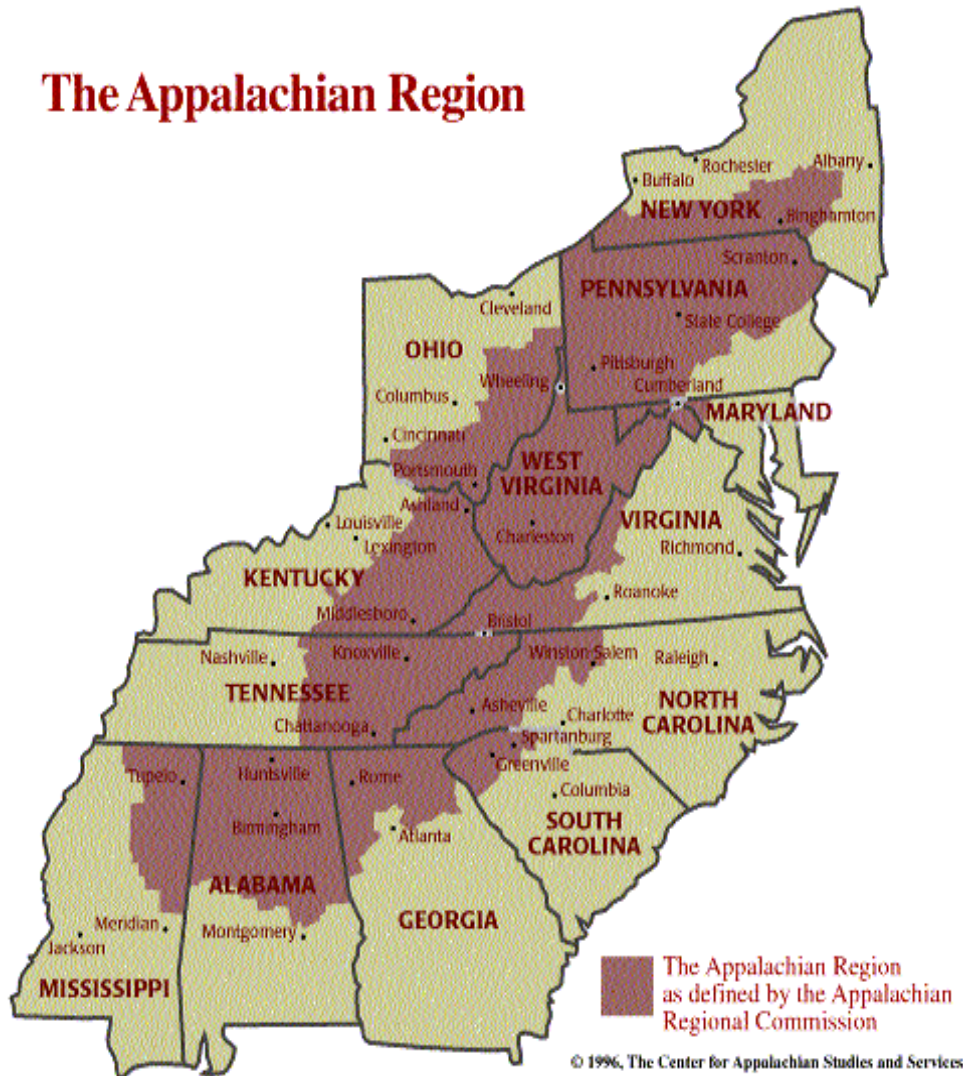 The Appalachian Region
Rochester
Albany
Buffalo
NEW YORK
Binghamton
Scranton
PENNSYLVANIA
Cleveland
State College
OHIO
Pittsburgh
Wheeling
Cumberland
Columbus
MARYLAND
Cincinnati
WEST
VIRGINIA
Portsmouth
Ashland
VIRGINIA
Louisville
Charleston
Lexington
Richmond
KENTUCKY
Roanoke
Middlesboro
Bristol
Nashville
Knoxville
Winston-Salem
Raleigh
TENNESSEE
NORTH
CAROLINA
Asheville
Charlotte
Chattanooga
Spartanburg
Greenville
Tupelo
Huntsville
Rome
Columbia
Birmingham
Atlanta
SOUTH
CAROLINA
ALABAMA
GEORGIA
Meridian
Montgomery
Jackson
MISSISSIPPI
The Appalachian Region
as defined by the Appalachian
Regional Commission
© 1996, The Center for Appalachian Studies and Services